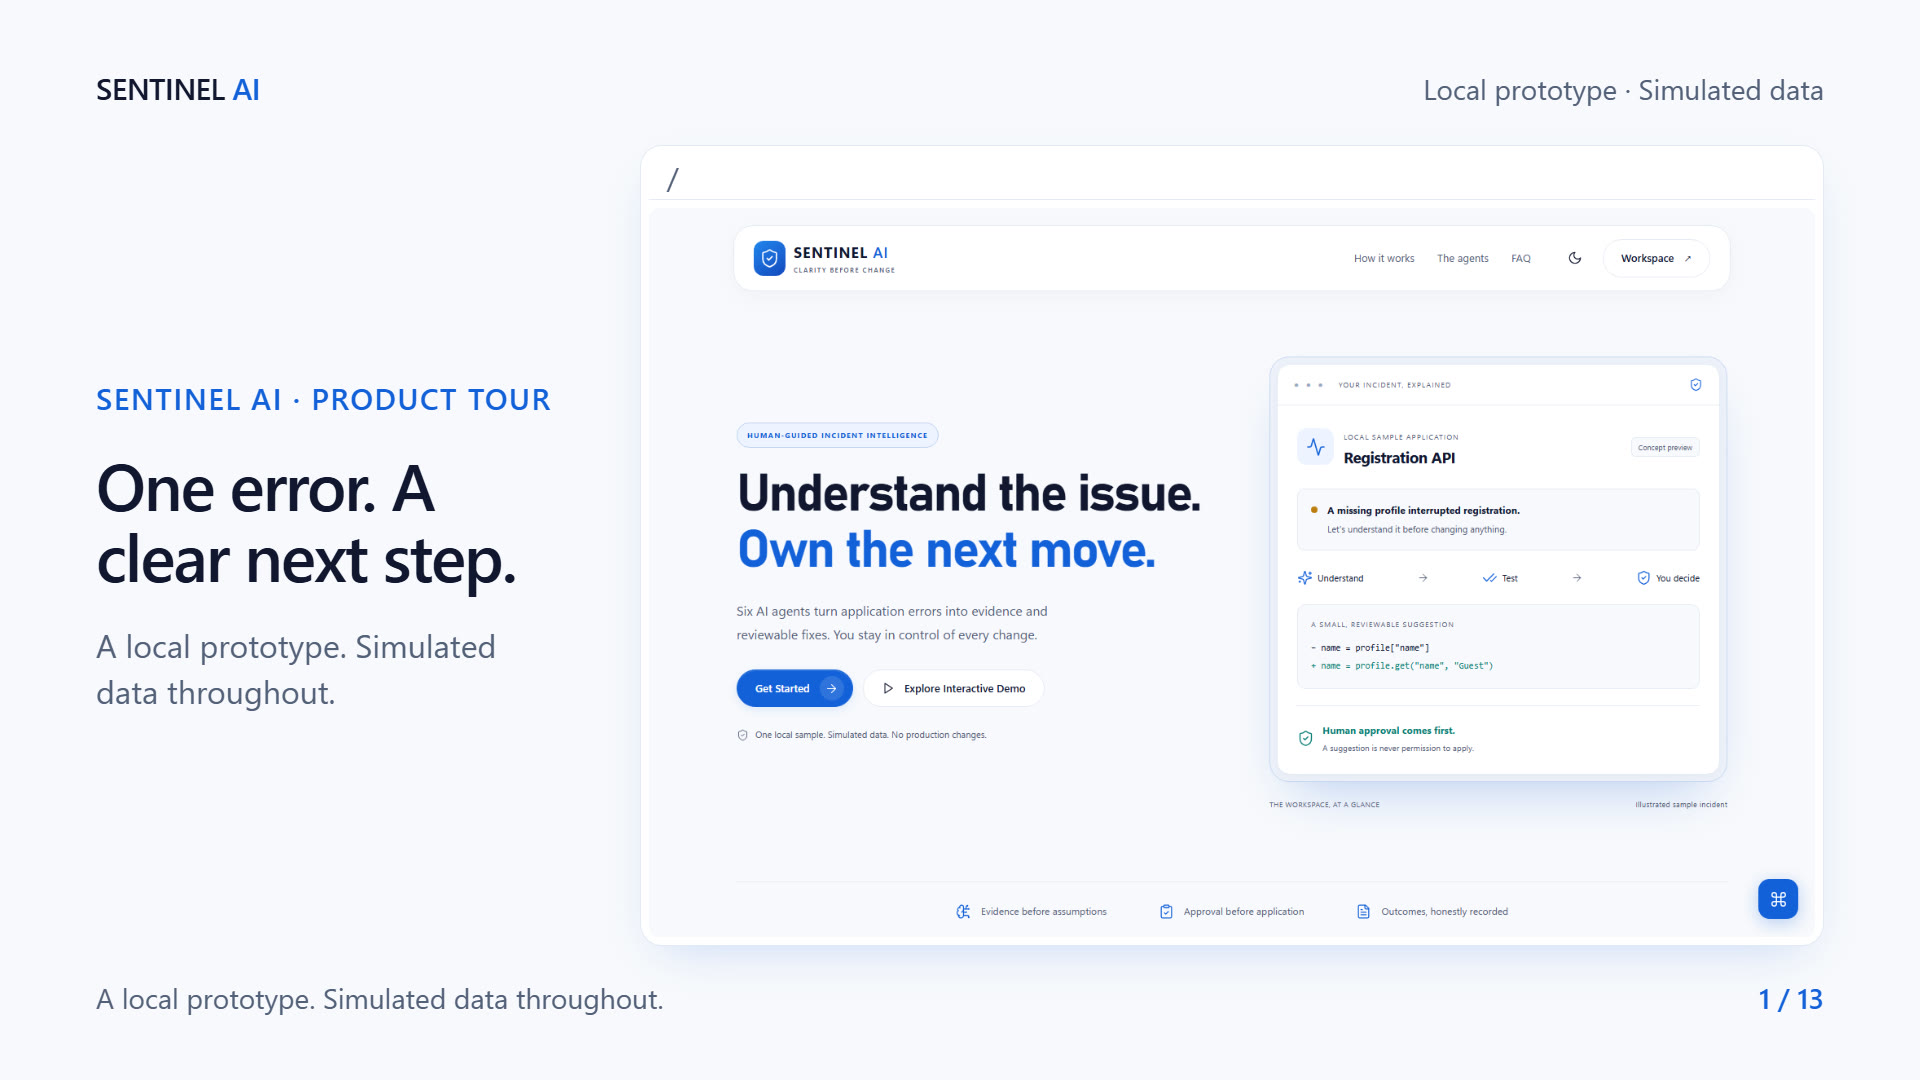 SENTINEL AI
Local prototype · Simulated data
SENTINEL AI · PRODUCT TOUR
One error. A
clear next step.
A local prototype. Simulated
data throughout.
/
SENTINEL AI
CLARITY BEFORE CHANGE
How it works
The agents
FAQ
Workspace ↗
HUMAN-GUIDED INCIDENT INTELLIGENCE
Understand the issue.
Own the next move.
Six AI agents turn application errors into evidence and
reviewable fixes. You stay in control of every change.
Get Started →
Explore Interactive Demo
One local sample. Simulated data. No production changes.
YOUR INCIDENT, EXPLAINED
LOCAL SAMPLE APPLICATION
Registration API
Concept preview
A missing profile interrupted registration.
Let's understand it before changing anything.
Understand → Test → You decide
A SMALL, REVIEWABLE SUGGESTION
- name = profile["name"]
+ name = profile.get("name", "Guest")
Human approval comes first.
A suggestion is never permission to apply.
THE WORKSPACE, AT A GLANCE
Illustrated sample incident
Evidence before assumptions
Approval before application
Outcomes, honestly recorded
A local prototype. Simulated data throughout.
1 / 13